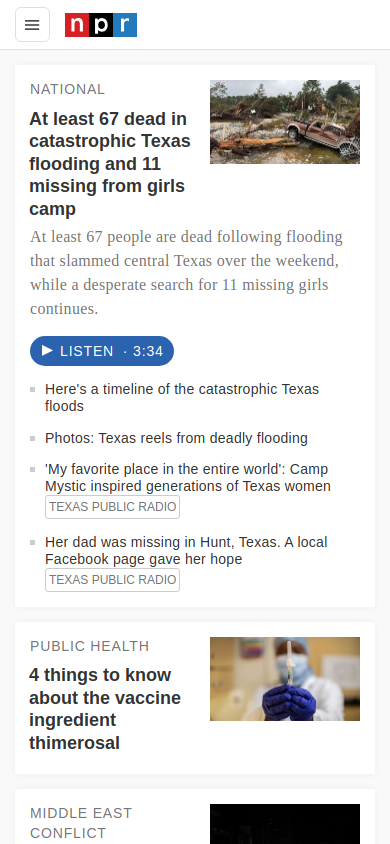 npr
NATIONAL
At least 67 dead in
catastrophic Texas
flooding and 11
missing from girls
camp
At least 67 people are dead following flooding
that slammed central Texas over the weekend,
while a desperate search for 11 missing girls
continues.
LISTEN · 3:34
Here's a timeline of the catastrophic Texas
floods
Photos: Texas reels from deadly flooding
'My favorite place in the entire world': Camp
Mystic inspired generations of Texas women
TEXAS PUBLIC RADIO
Her dad was missing in Hunt, Texas. A local
Facebook page gave her hope
TEXAS PUBLIC RADIO
PUBLIC HEALTH
4 things to know
about the vaccine
ingredient
thimerosal
MIDDLE EAST
CONFLICT